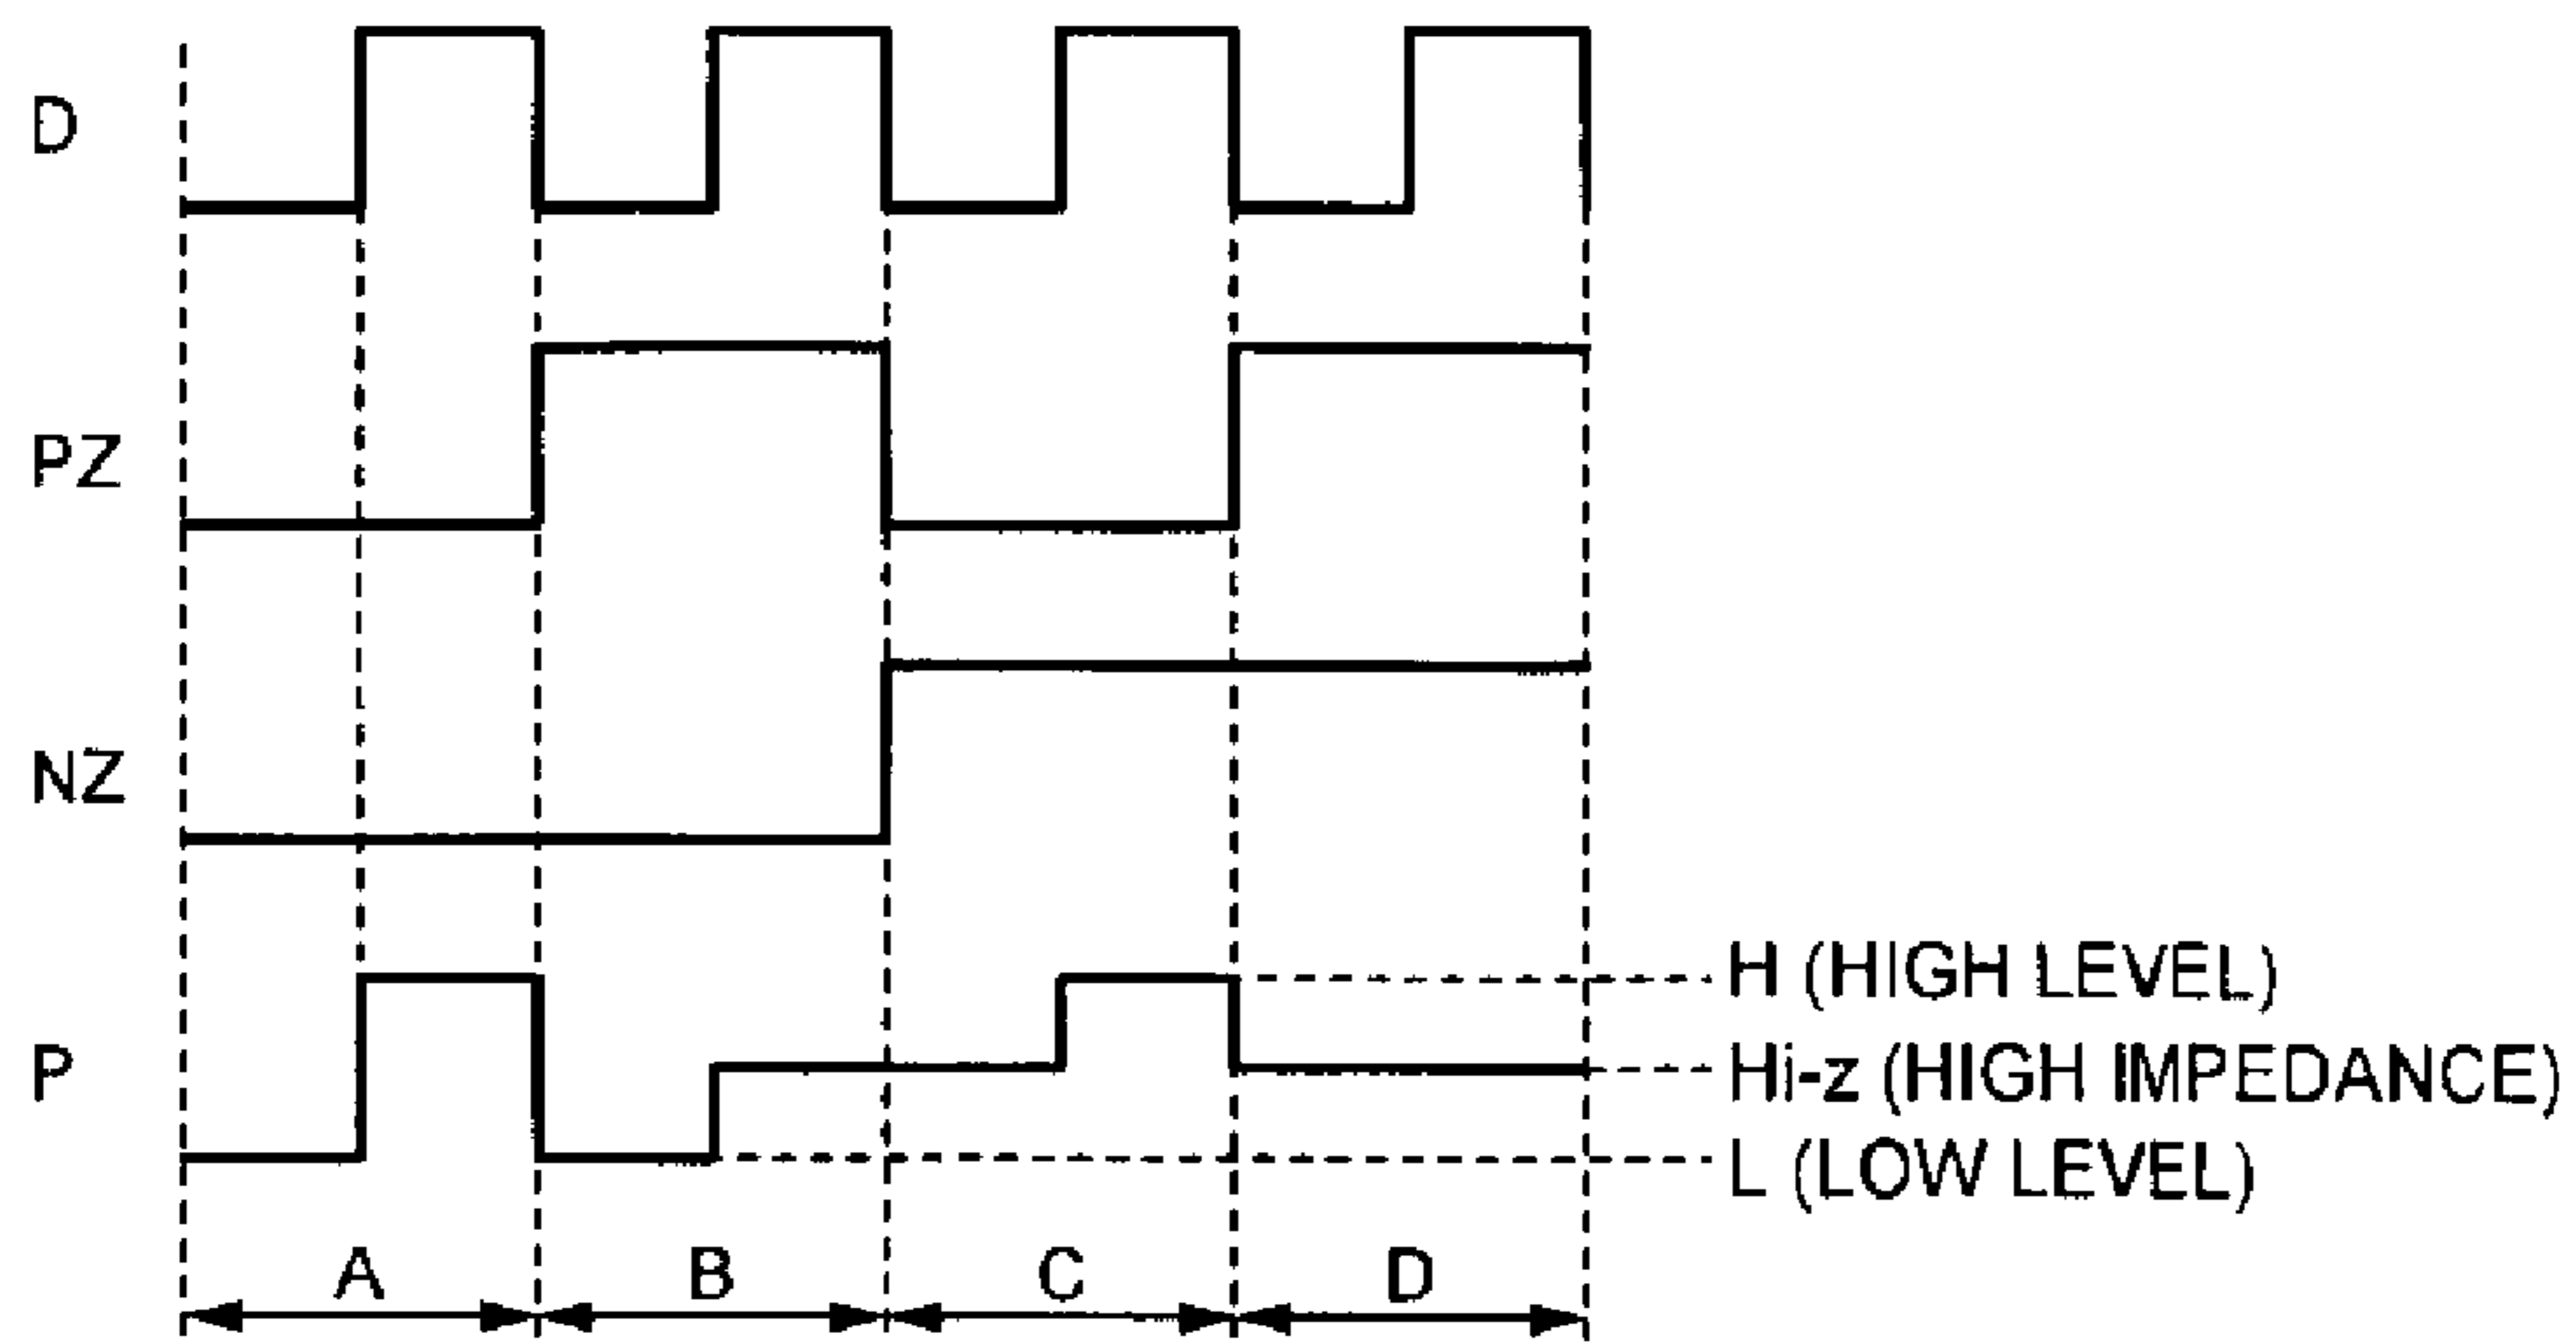 D
PZ
NZ
P
H (HIGH LEVEL)
Hi-z (HIGH IMPEDANCE)
L (LOW LEVEL)
A B C D